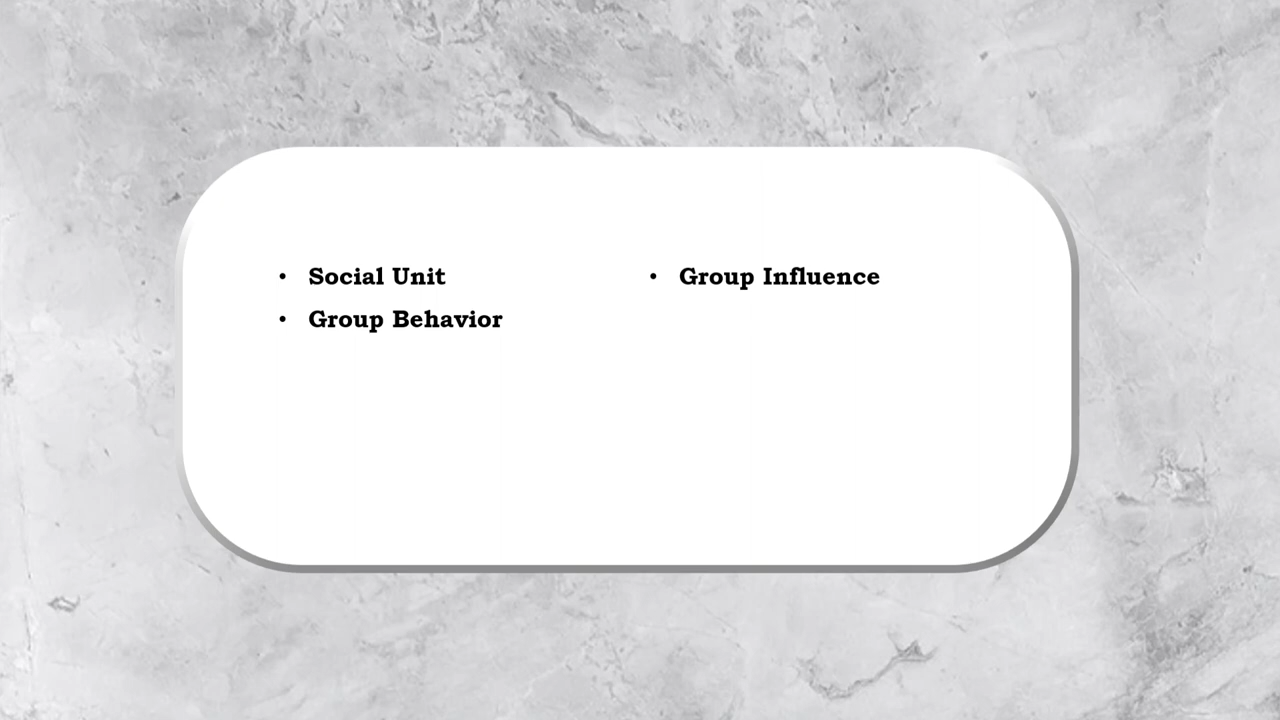 • Social Unit
• Group Behavior
• Group Influence